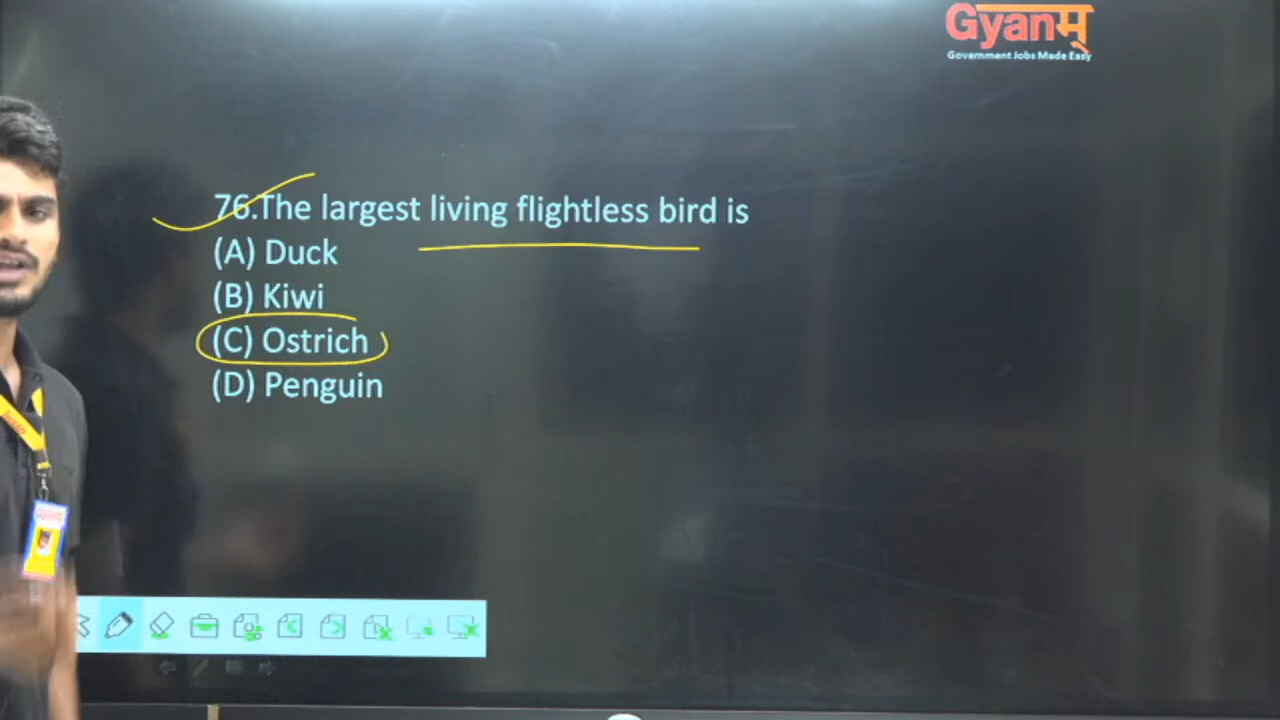 Gyanम्
Government Jobs Made Easy
76.The largest living flightless bird is
(A) Duck
(B) Kiwi
(C) Ostrich
(D) Penguin